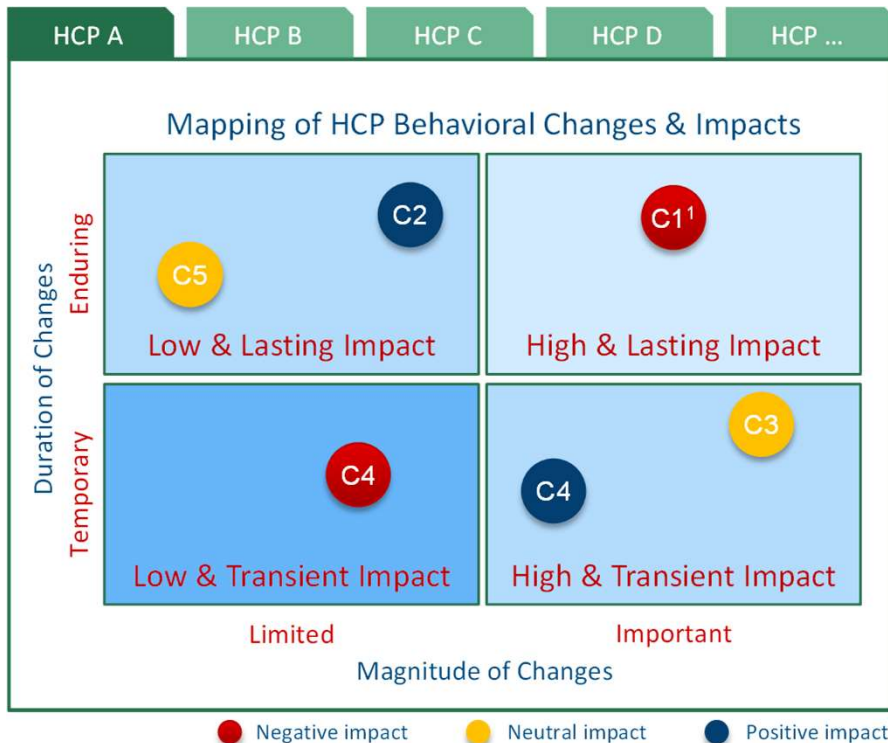 HCP A
HCP B
HCP C
HCP D
HCP ...
Mapping of HCP Behavioral Changes & Impacts
Duration of Changes
Enduring
Temporary
C2
C1¹
C5
Low & Lasting Impact
High & Lasting Impact
C3
C4
C4
Low & Transient Impact
High & Transient Impact
Limited
Important
Magnitude of Changes
Negative impact
Neutral impact
Positive impact